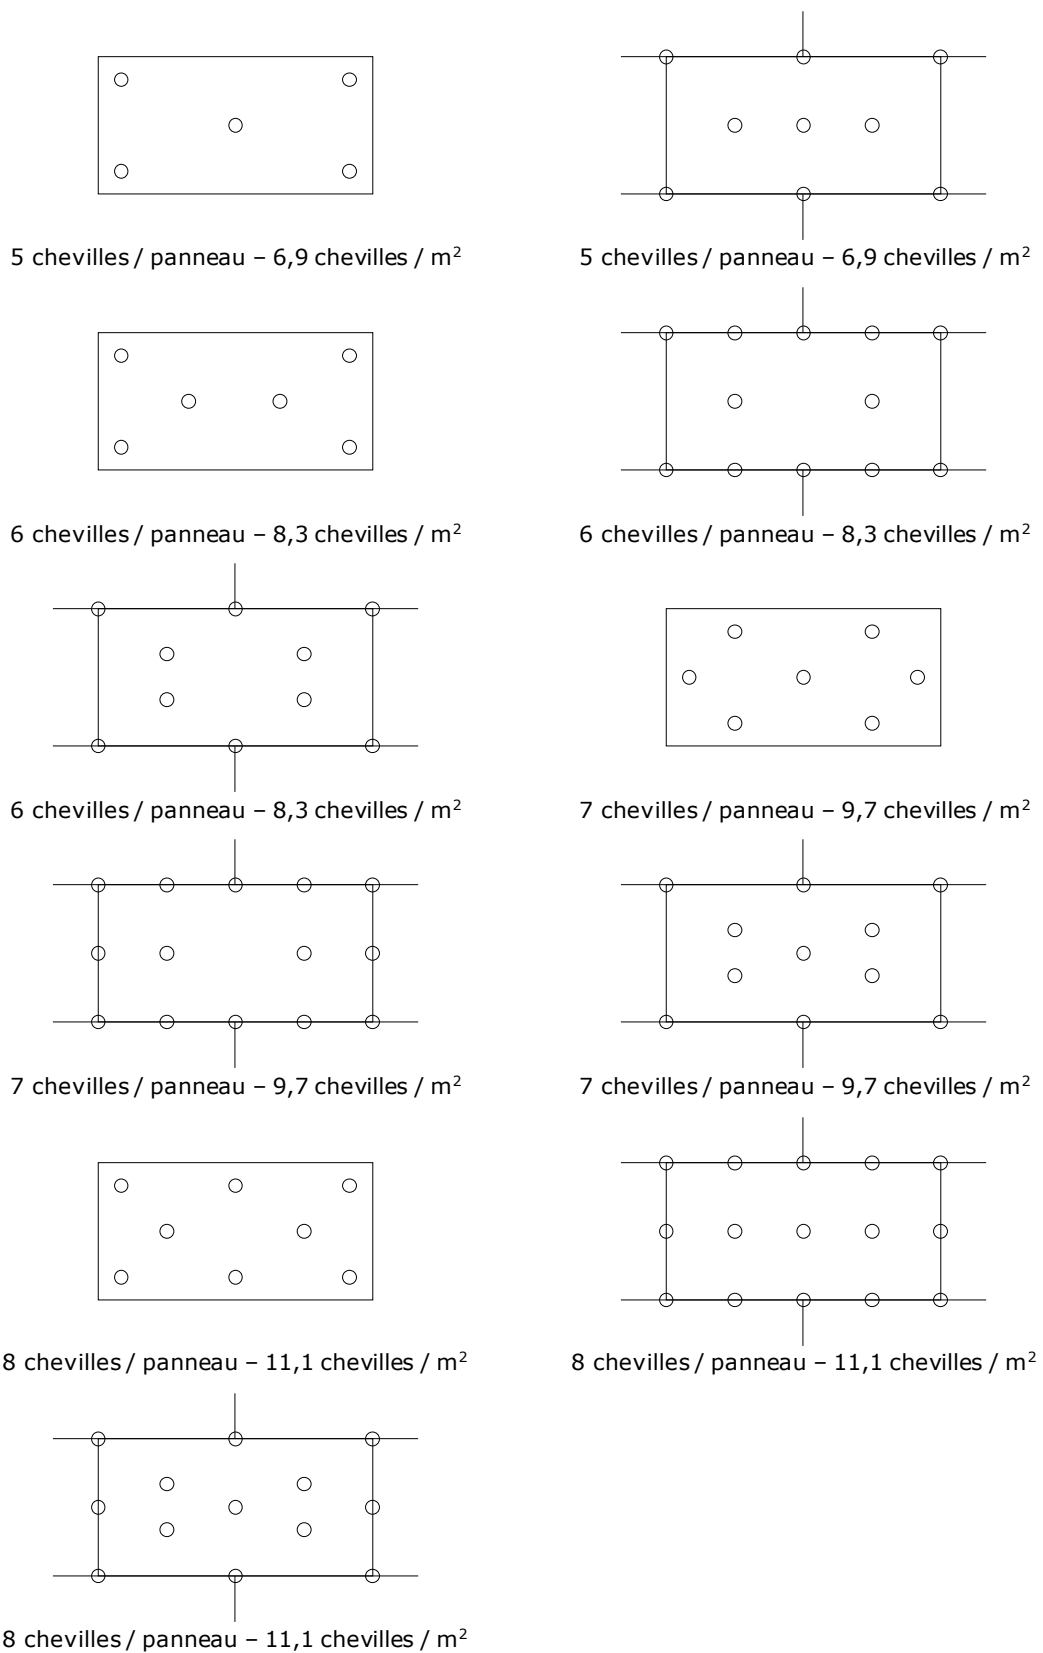 5 chevilles / panneau – 6,9 chevilles / m²
5 chevilles / panneau – 6,9 chevilles / m²
6 chevilles / panneau – 8,3 chevilles / m²
6 chevilles / panneau – 8,3 chevilles / m²
6 chevilles / panneau – 8,3 chevilles / m²
7 chevilles / panneau – 9,7 chevilles / m²
7 chevilles / panneau – 9,7 chevilles / m²
7 chevilles / panneau – 9,7 chevilles / m²
8 chevilles / panneau – 11,1 chevilles / m²
8 chevilles / panneau – 11,1 chevilles / m²
8 chevilles / panneau – 11,1 chevilles / m²